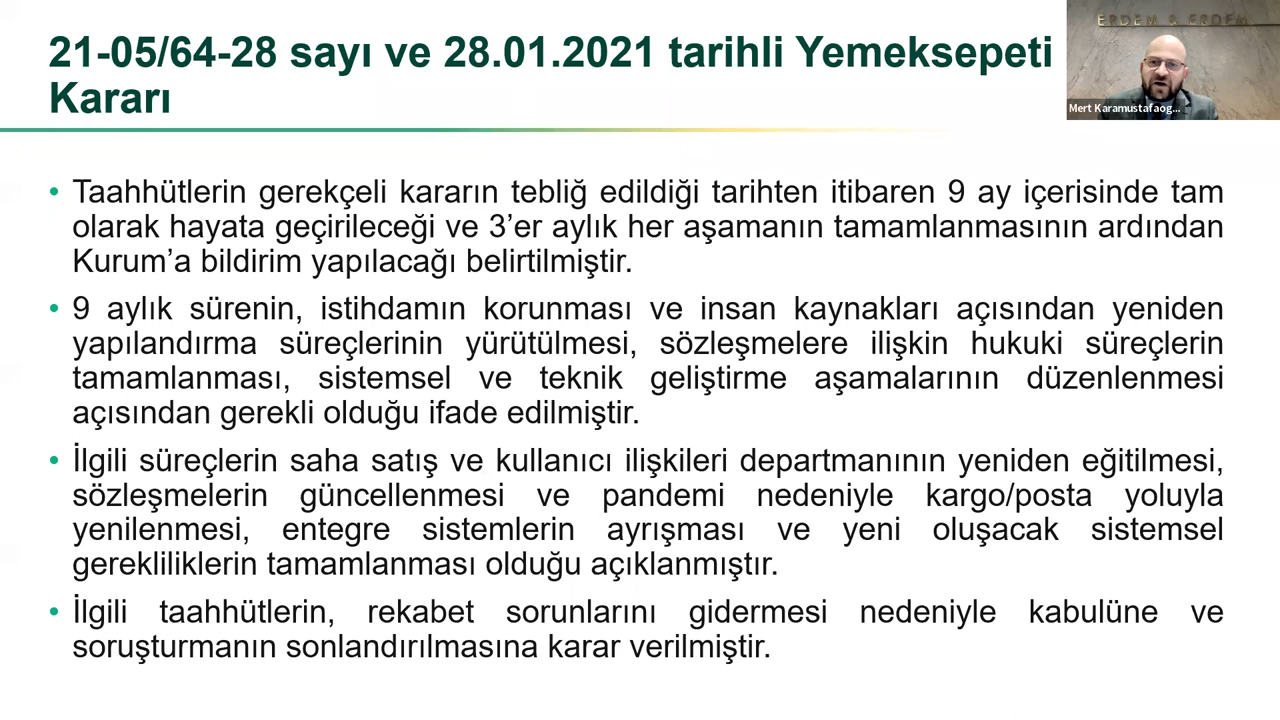 21-05/64-28 sayı ve 28.01.2021 tarihli Yemeksepeti
Kararı
ERDEM & ERDEM
Mert Karamustafaog...
• Taahhütlerin gerekçeli kararın tebliğ edildiği tarihten itibaren 9 ay içerisinde tam
olarak hayata geçirileceği ve 3’er aylık her aşamanın tamamlanmasının ardından
Kurum’a bildirim yapılacağı belirtilmiştir.
• 9 aylık sürenin, istihdamın korunması ve insan kaynakları açısından yeniden
yapılandırma süreçlerinin yürütülmesi, sözleşmelere ilişkin hukuki süreçlerin
tamamlanması, sistemsel ve teknik geliştirme aşamalarının düzenlenmesi
açısından gerekli olduğu ifade edilmiştir.
• İlgili süreçlerin saha satış ve kullanıcı ilişkileri departmanının yeniden eğitilmesi,
sözleşmelerin güncellenmesi ve pandemi nedeniyle kargo/posta yoluyla
yenilenmesi, entegre sistemlerin ayrışması ve yeni oluşacak sistemsel
gerekliliklerin tamamlanması olduğu açıklanmıştır.
• İlgili taahhütlerin, rekabet sorunlarını gidermesi nedeniyle kabulüne ve
soruşturmanın sonlandırılmasına karar verilmiştir.